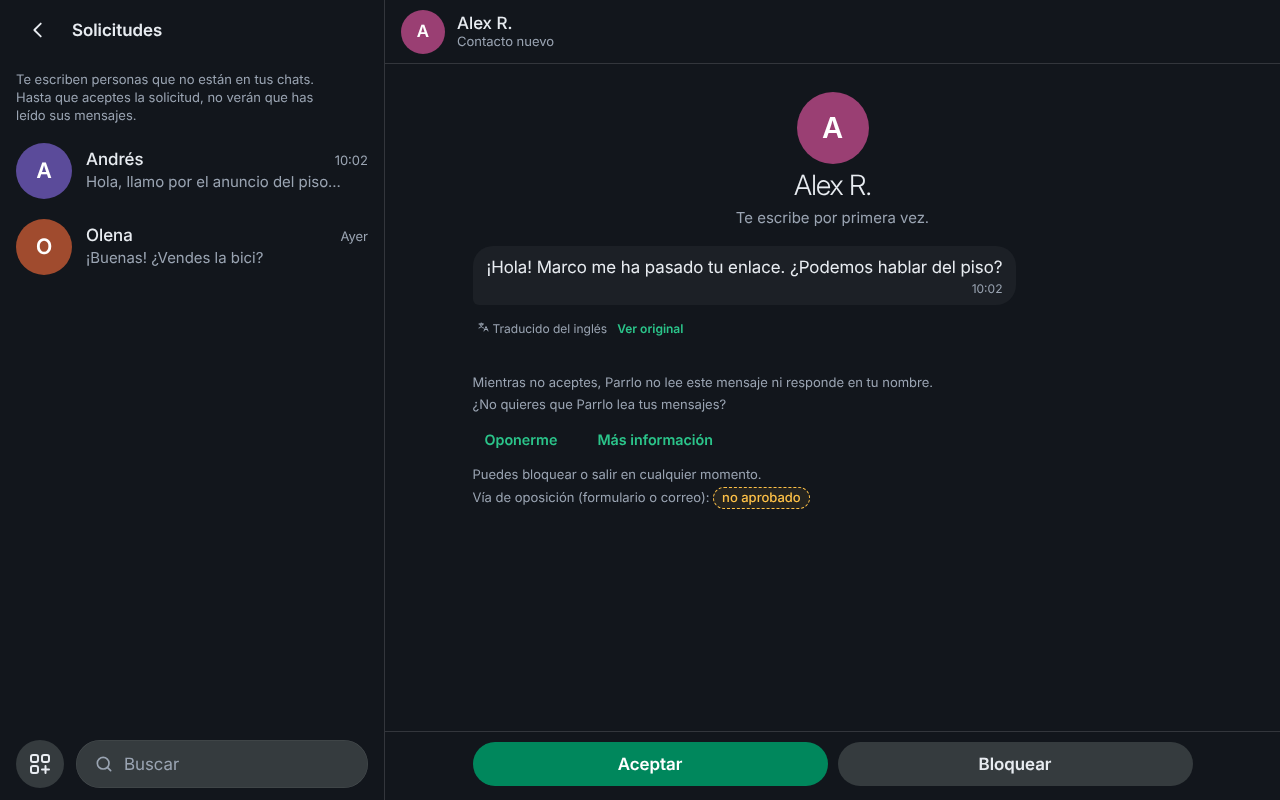 Solicitudes
Te escriben personas que no están en tus chats.
Hasta que aceptes la solicitud, no verán que has
leído sus mensajes.
A
Andrés
10:02
Hola, llamo por el anuncio del piso...
O
Olena
Ayer
¡Buenas! ¿Vendes la bici?
Buscar
A
Alex R.
Contacto nuevo
A
Alex R.
Te escribe por primera vez.
¡Hola! Marco me ha pasado tu enlace. ¿Podemos hablar del piso?
10:02
Traducido del inglés Ver original
Mientras no aceptes, Parrlo no lee este mensaje ni responde en tu nombre.
¿No quieres que Parrlo lea tus mensajes?
Oponerme Más información
Puedes bloquear o salir en cualquier momento.
Vía de oposición (formulario o correo): no aprobado
Aceptar Bloquear